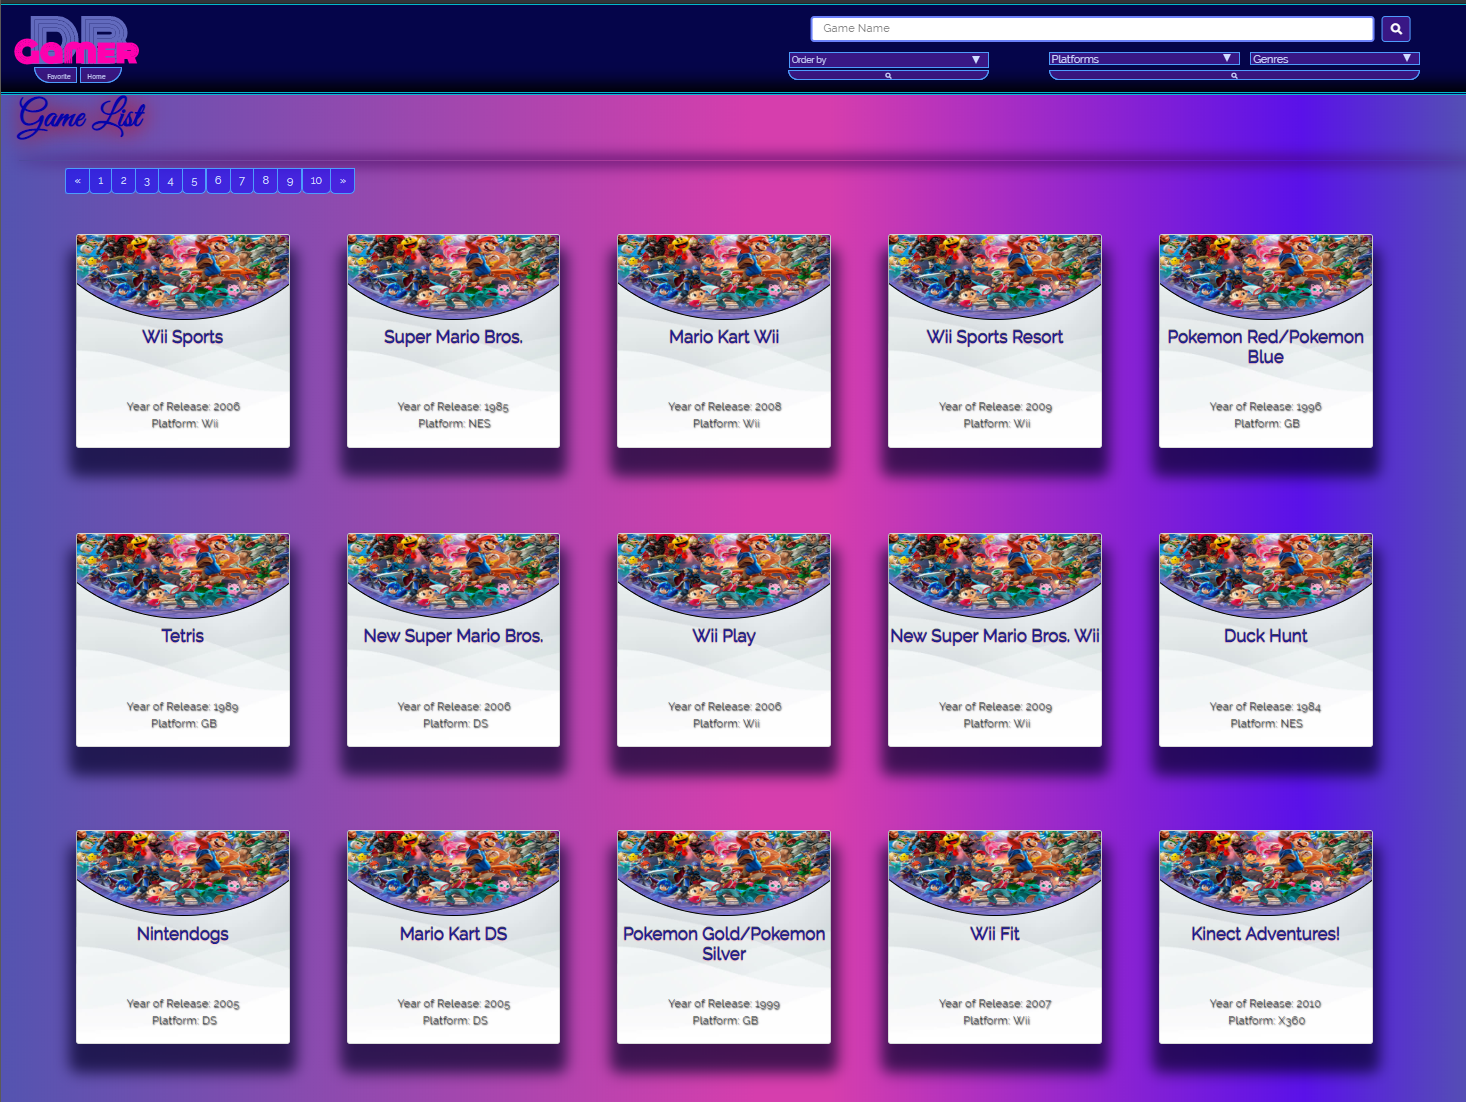 DB
Gamer
Favorite Home
Game Name
Order by ▼
Platforms ▼ Genres ▼
Game List
« 1 2 3 4 5 6 7 8 9 10 »
Wii Sports
Year of Release: 2006
Platform: Wii
Super Mario Bros.
Year of Release: 1985
Platform: NES
Mario Kart Wii
Year of Release: 2008
Platform: Wii
Wii Sports Resort
Year of Release: 2009
Platform: Wii
Pokemon Red/Pokemon
Blue
Year of Release: 1996
Platform: GB
Tetris
Year of Release: 1989
Platform: GB
New Super Mario Bros.
Year of Release: 2006
Platform: DS
Wii Play
Year of Release: 2006
Platform: Wii
New Super Mario Bros. Wii
Year of Release: 2009
Platform: Wii
Duck Hunt
Year of Release: 1984
Platform: NES
Nintendogs
Year of Release: 2005
Platform: DS
Mario Kart DS
Year of Release: 2005
Platform: DS
Pokemon Gold/Pokemon
Silver
Year of Release: 1999
Platform: GB
Wii Fit
Year of Release: 2007
Platform: Wii
Kinect Adventures!
Year of Release: 2010
Platform: X360